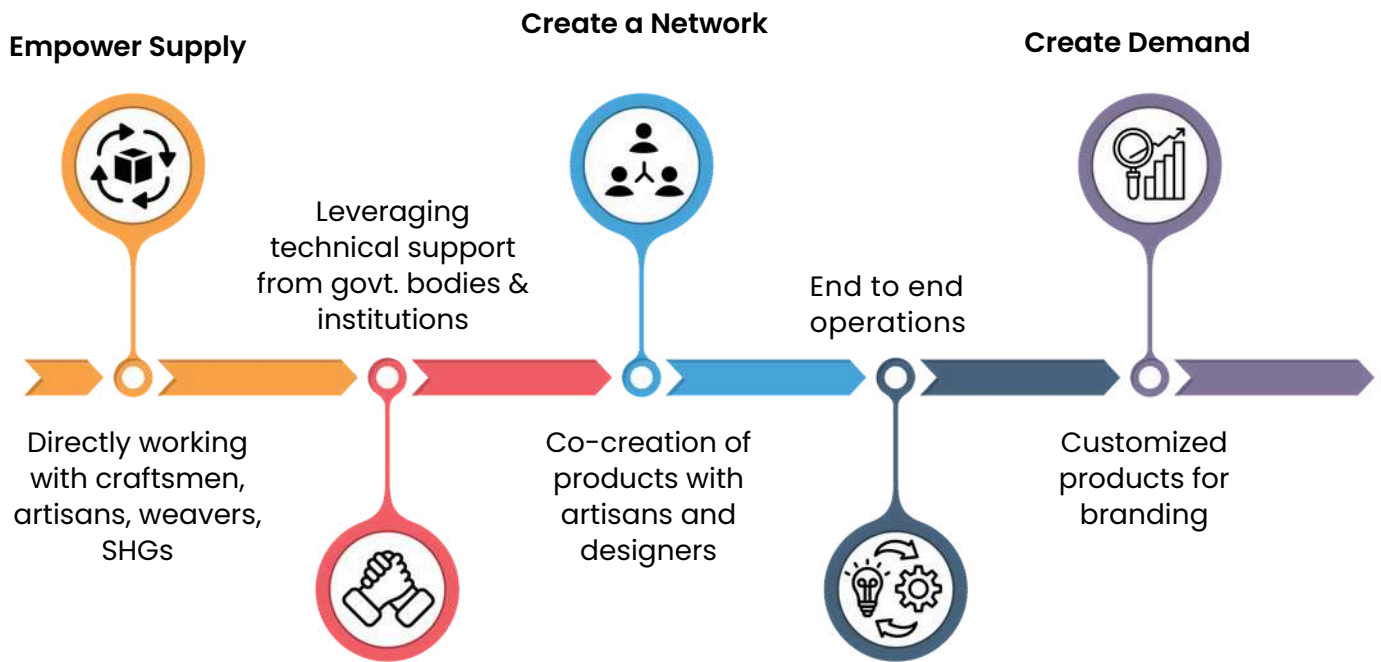 Empower Supply
Create a Network
Create Demand
Leveraging
technical support
from govt. bodies &
institutions
End to end
operations
Directly working
with craftsmen,
artisans, weavers,
SHGs
Co-creation of
products with
artisans and
designers
Customized
products for
branding